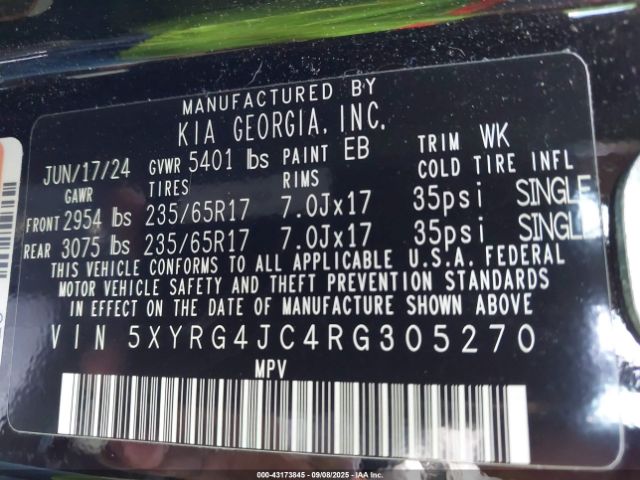 MANUFACTURED BY
KIA GEORGIA, INC.
JUN/17/24 GVWR 5401 lbs PAINT EB TRIM WK
GAWR TIRES RIMS COLD TIRE INFL
FRONT 2954 lbs 235/65R17 7.0Jx17 35psi SINGLE
REAR 3075 lbs 235/65R17 7.0Jx17 35psi SINGLE
THIS VEHICLE CONFORMS TO ALL APPLICABLE U.S.A. FEDERAL
MOTOR VEHICLE SAFETY AND THEFT PREVENTION STANDARDS
IN EFFECT ON THE DATE OF MANUFACTURE SHOWN ABOVE.
VIN 5XYRG4JC4RG305270
MPV
000-43173845 09/08/2025 - IAA Inc.